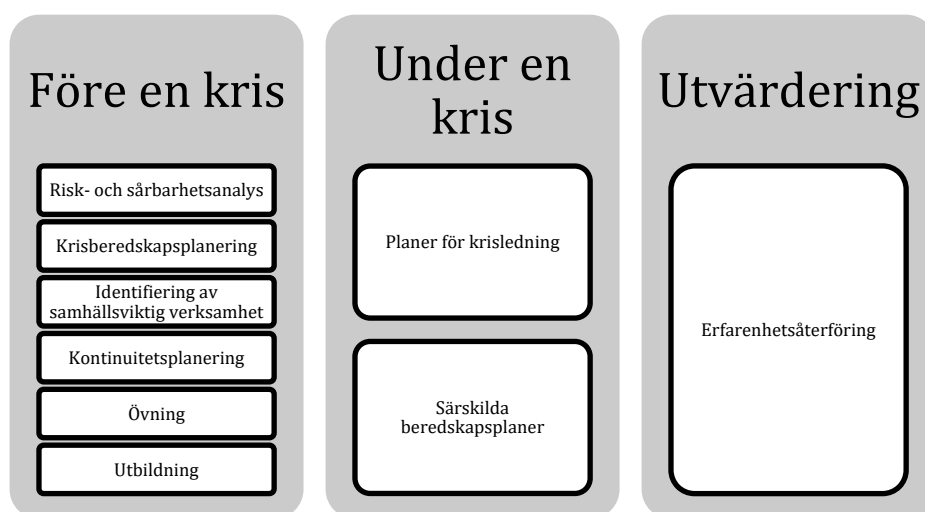 Före en kris
Risk- och sårbarhetsanalys
Krisberedskapsplanering
Identifiering av
samhällsviktig verksamhet
Kontinuitetsplanering
Övning
Utbildning
Under en
kris
Planer för krisledning
Särskilda
beredskapsplaner
Utvärdering
Erfarenhetsåterföring